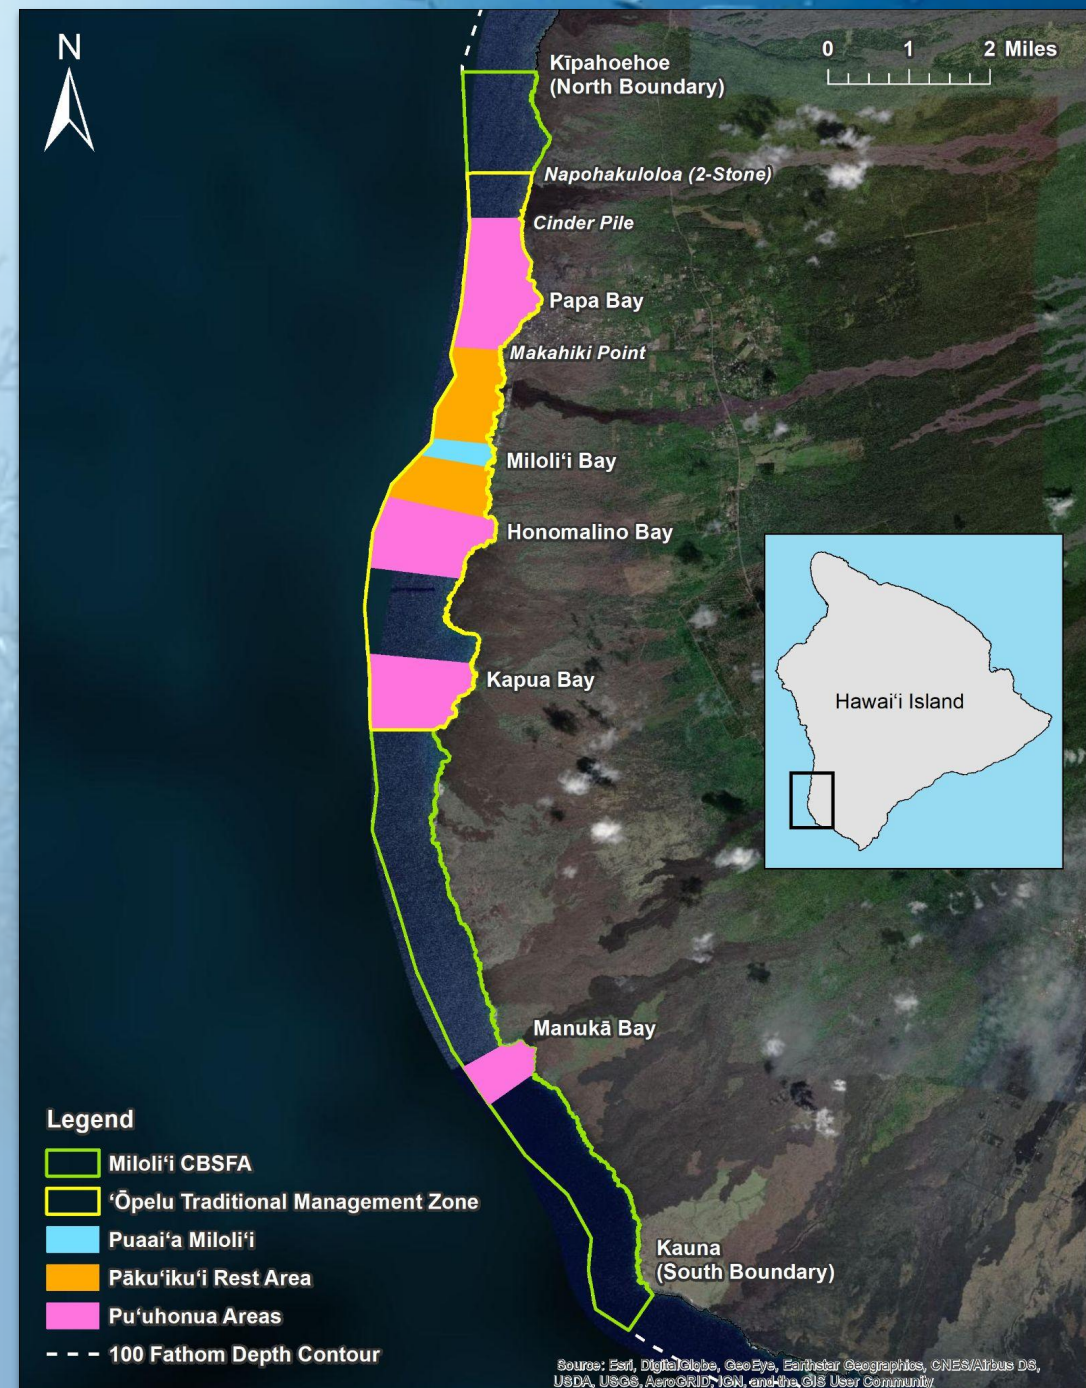 N
0 1 2 Miles
Kīpahoehoe
(North Boundary)
Napohakuloloa (2-Stone)
Cinder Pile
Papa Bay
Makahiki Point
Miloliʻi Bay
Honomalino Bay
Kapua Bay
Hawaiʻi Island
Manukā Bay
Kauna
(South Boundary)
Legend
Miloliʻi CBSFA
ʻŌpelu Traditional Management Zone
Puaaiʻa Miloliʻi
Pākuʻikuʻi Rest Area
Puʻuhonua Areas
100 Fathom Depth Contour
Source: Esri, DigitalGlobe, GeoEye, Earthstar Geographics, CNES/Airbus DS,
USDA, USGS, AeroGRID, IGN, and the GIS User Community